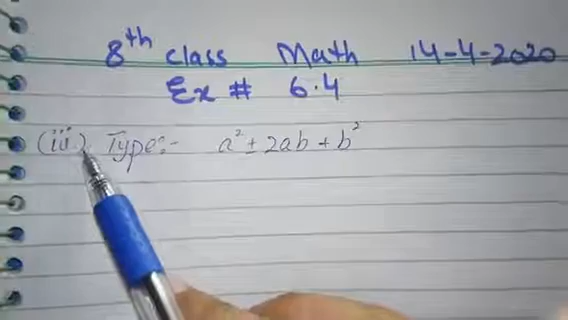 8th class Math 14-4-2020
Ex # 6.4
(iii) Type:- a² ± 2ab + b²